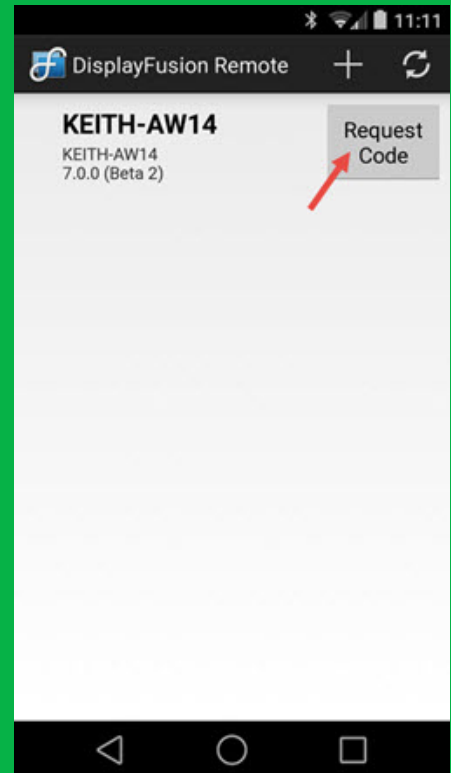 11:11
DisplayFusion Remote
KEITH-AW14
KEITH-AW14
7.0.0 (Beta 2)
Request
Code